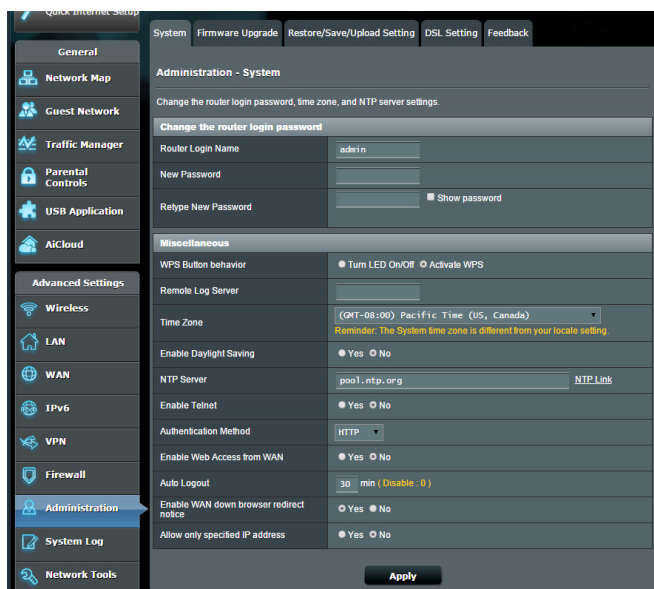 Quick Internet Setup
General
Network Map
Guest Network
Traffic Manager
Parental
Controls
USB Application
AiCloud
Advanced Settings
Wireless
LAN
WAN
IPv6
VPN
Firewall
Administration
System Log
Network Tools
System Firmware Upgrade Restore/Save/Upload Setting DSL Setting Feedback
Administration - System
Change the router login password, time zone, and NTP server settings.
Change the router login password
Router Login Name admin
New Password
Retype New Password Show password
Miscellaneous
WPS Button behavior Turn LED On/Off Activate WPS
Remote Log Server
Time Zone (GMT-08:00) Pacific Time (US, Canada)
Reminder: The System time zone is different from your locale setting.
Enable Daylight Saving Yes No
NTP Server pool.ntp.org NTP Link
Enable Telnet Yes No
Authentication Method HTTP
Enable Web Access from WAN Yes No
Auto Logout 30 min ( Disable : 0 )
Enable WAN down browser redirect
notice Yes No
Allow only specified IP address Yes No
Apply